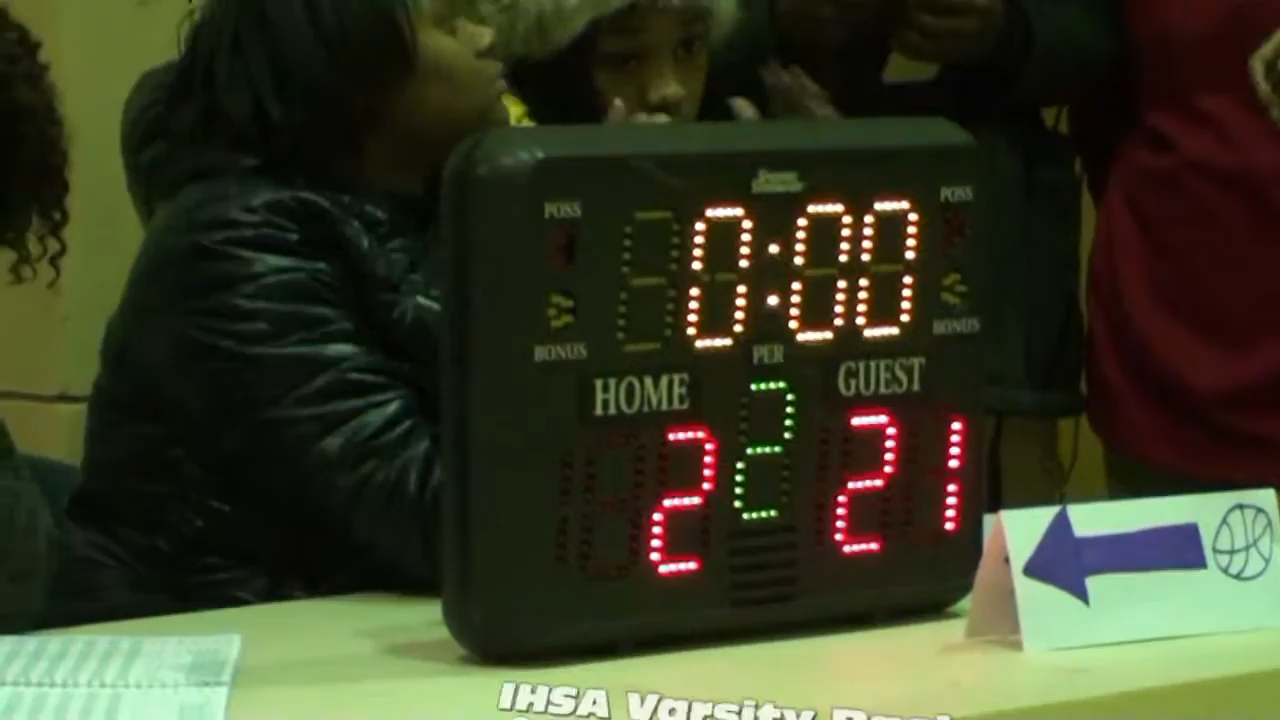 POSS POSS
0:00
BONUS BONUS
PER
HOME GUEST
2 2 21
IHSA Varsity